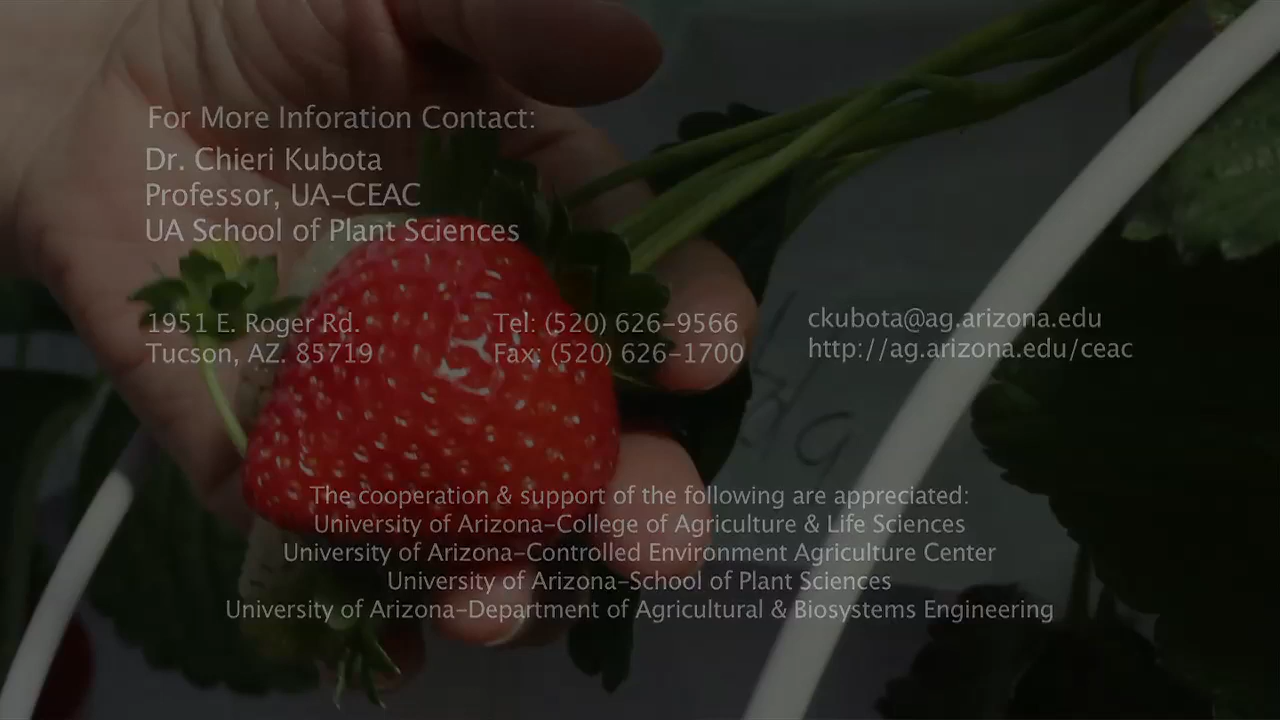 For More Inforation Contact:
Dr. Chieri Kubota
Professor, UA-CEAC
UA School of Plant Sciences
1951 E. Roger Rd.
Tucson, AZ. 85719
Tel: (520) 626-9566
Fax: (520) 626-1700
ckubota@ag.arizona.edu
http://ag.arizona.edu/ceac
The cooperation & support of the following are appreciated:
University of Arizona-College of Agriculture & Life Sciences
University of Arizona-Controlled Environment Agriculture Center
University of Arizona-School of Plant Sciences
University of Arizona-Department of Agricultural & Biosystems Engineering